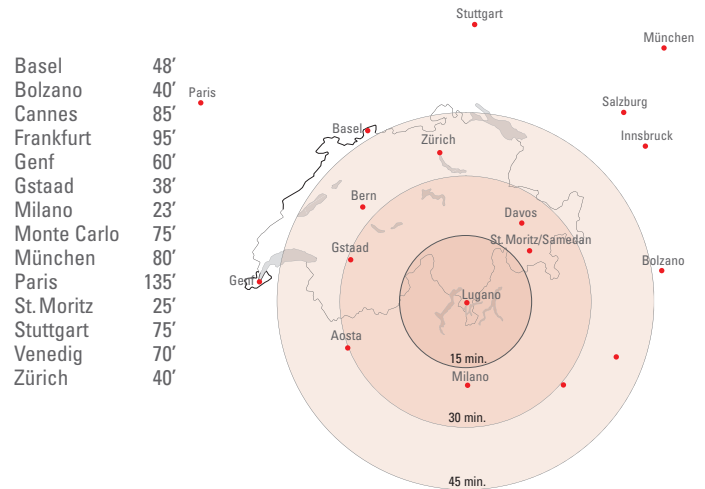 Basel 48′
Bolzano 40′
Cannes 85′
Frankfurt 95′
Genf 60′
Gstaad 38′
Milano 23′
Monte Carlo 75′
München 80′
Paris 135′
St. Moritz 25′
Stuttgart 75′
Venedig 70′
Zürich 40′
Stuttgart
München
Paris
Salzburg
Basel
Innsbruck
Zürich
Bern
Davos
St. Moritz/Samedan
Gstaad
Bolzano
Genf
Lugano
Aosta
15 min.
Milano
30 min.
45 min.